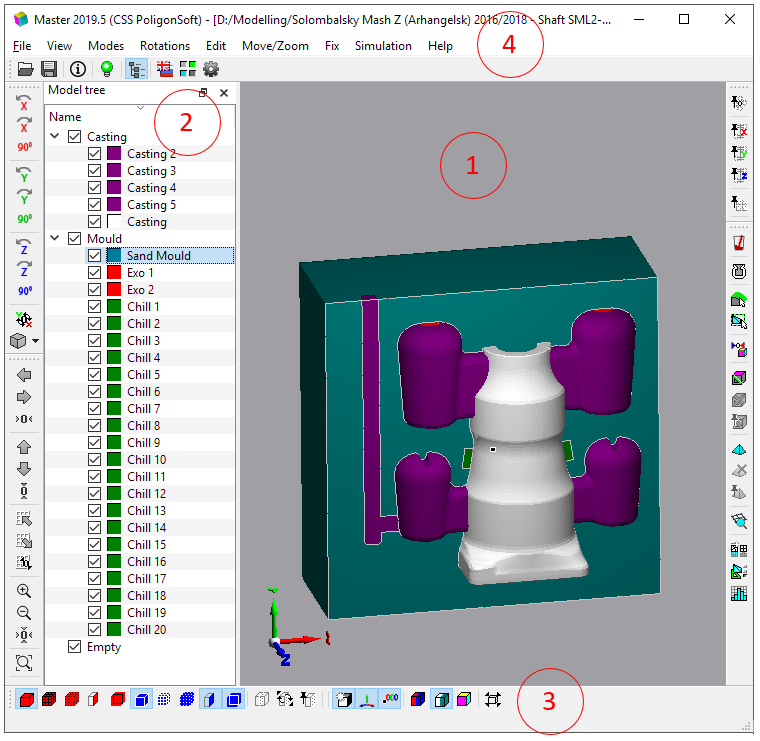 Master 2019.5 (CSS PoligonSoft) - [D:/Modelling/Solombalsky Mash Z (Arhangelsk) 2016/2018 - Shaft SML2-...
File View Modes Rotations Edit Move/Zoom Fix Simulation Help
4
Model tree
Name
2
Casting
Casting 2
Casting 3
Casting 4
Casting 5
Casting
Mould
Sand Mould
Exo 1
Exo 2
Chill 1
Chill 2
Chill 3
Chill 4
Chill 5
Chill 6
Chill 7
Chill 8
Chill 9
Chill 10
Chill 11
Chill 12
Chill 13
Chill 14
Chill 15
Chill 16
Chill 17
Chill 18
Chill 19
Chill 20
Empty
X
X
90⁰
Y
Y
90⁰
Z
Z
90⁰
1
Y
X
Z
X
Y
Z
3